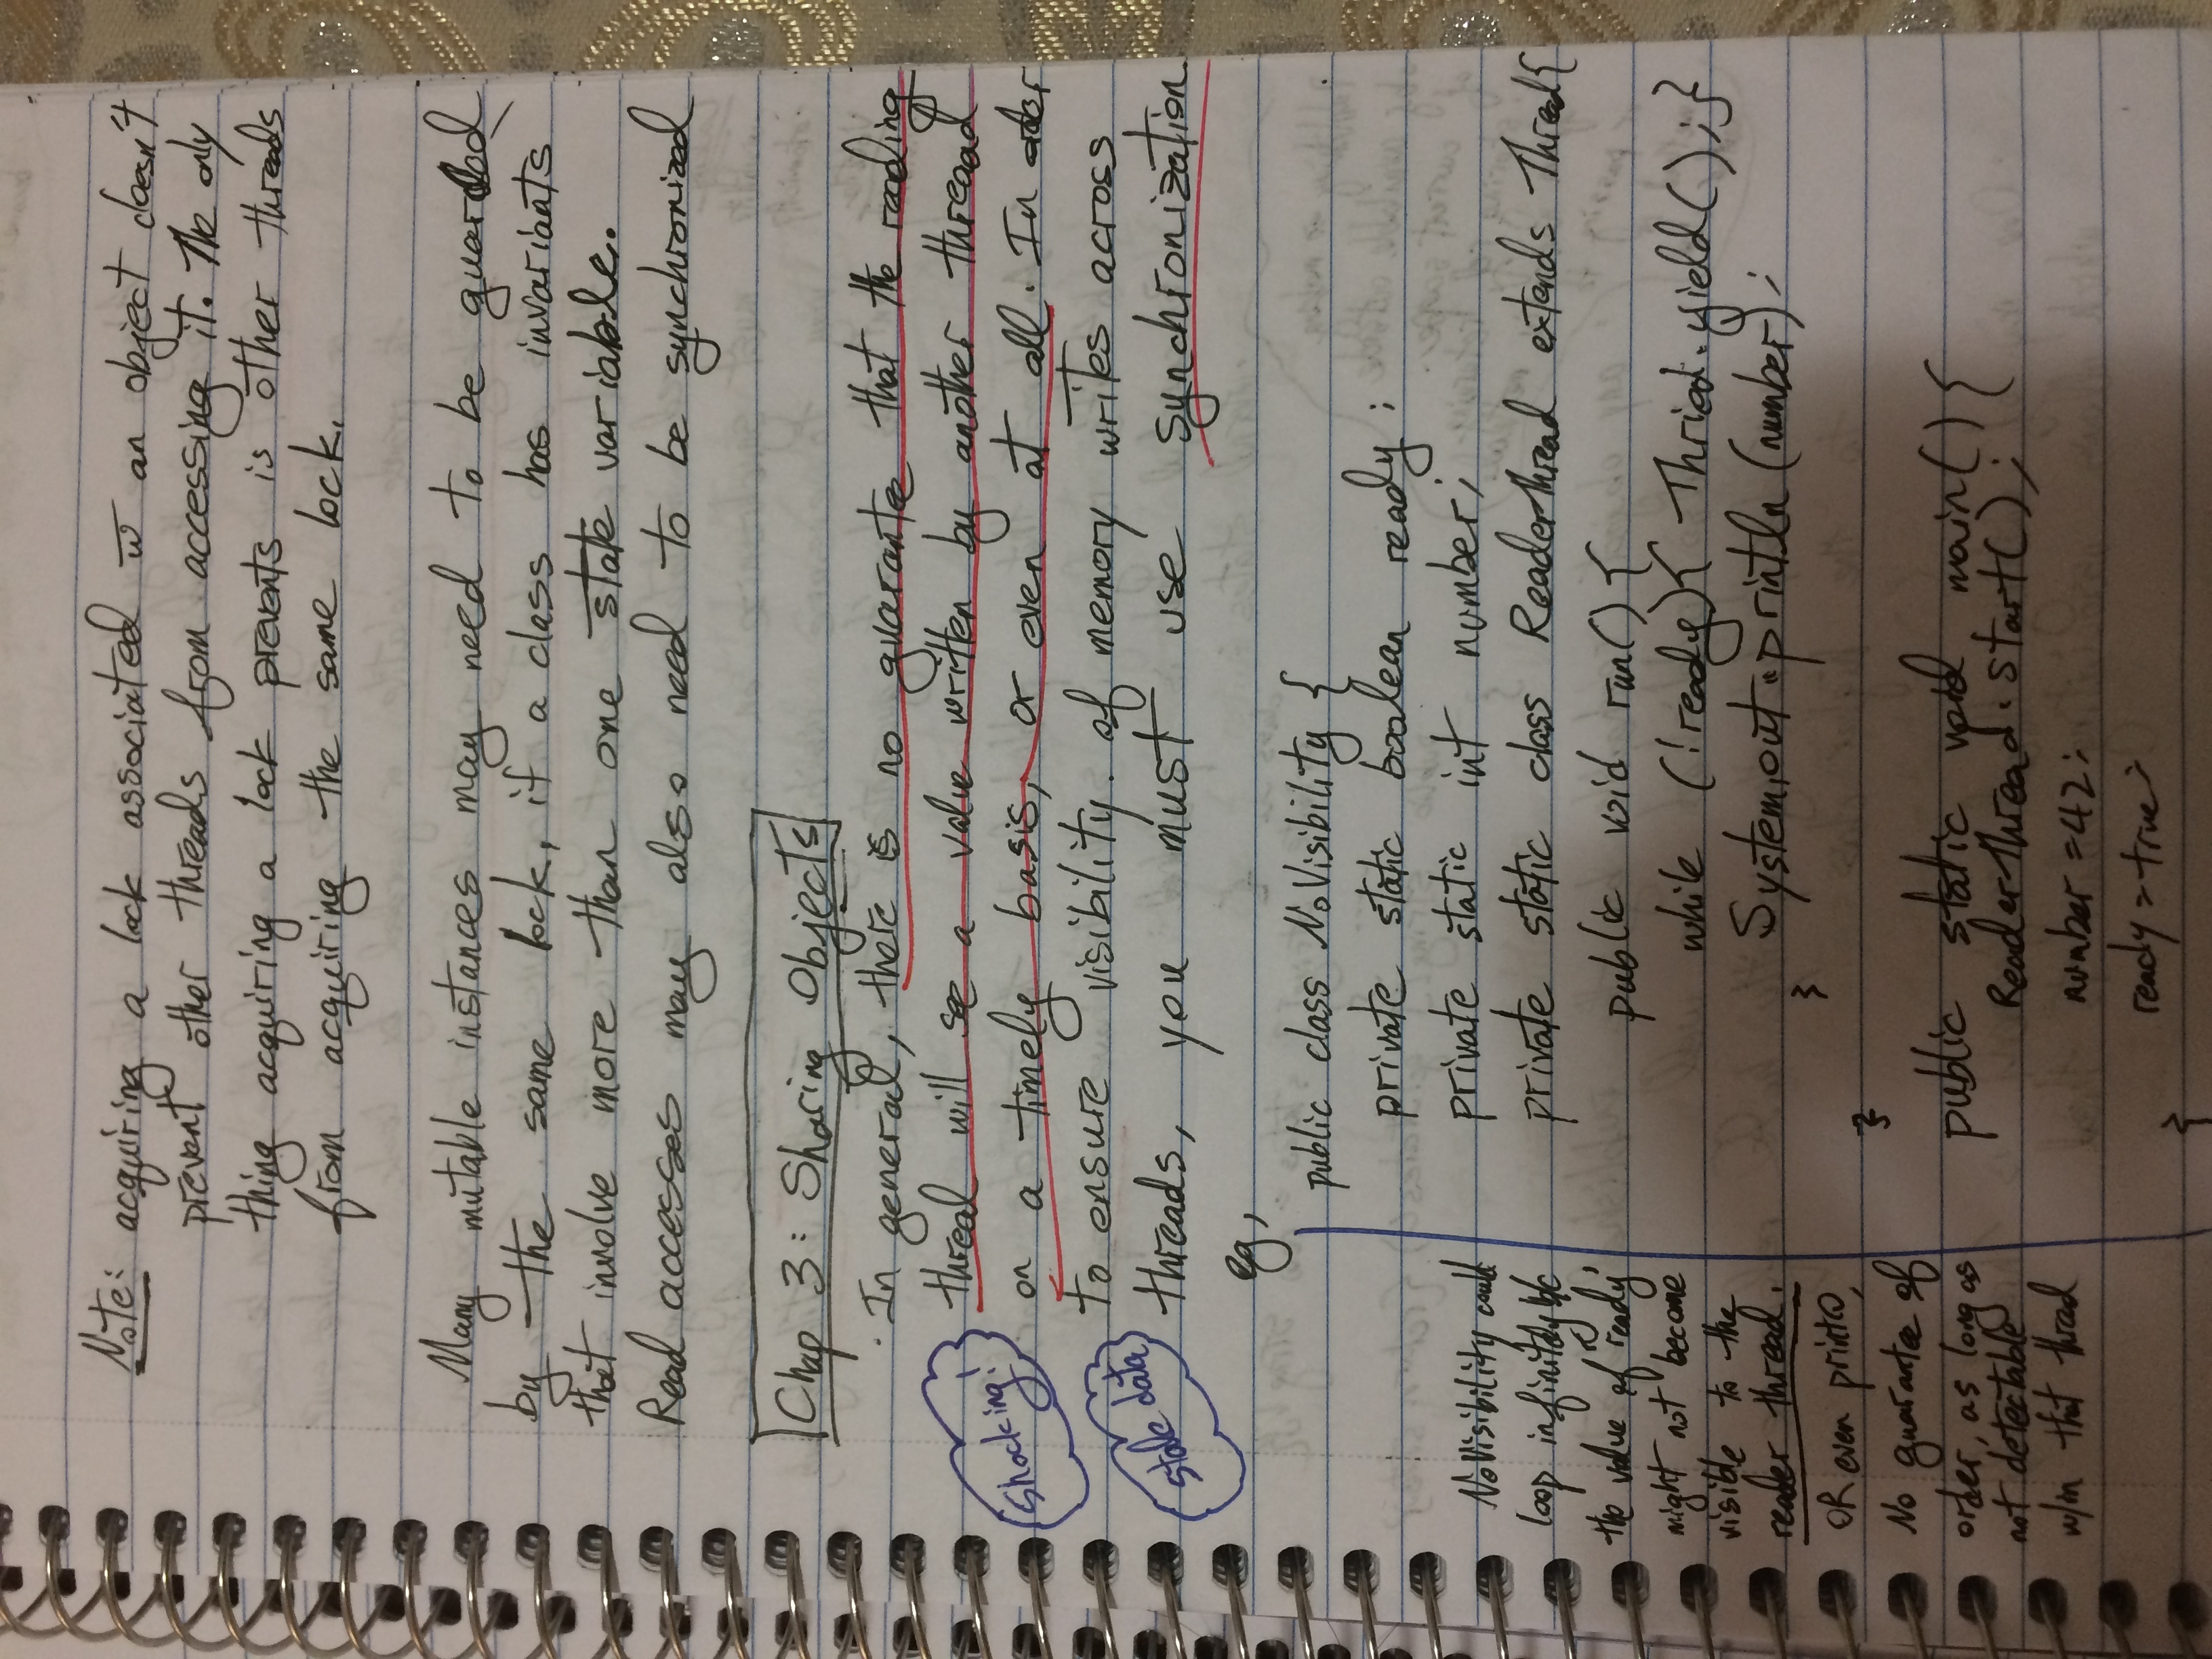 Note: acquiring a lock associated w̅ an object doesn't
prevent other threads from accessing it. The only
thing acquiring a lock prevents is other threads
from acquiring the same lock.
Many mutable instances may need to be guarded
by the same lock, if a class has invariants
that involve more than one state variable.
Read accesses may also need to be synchronized
Chap 3: Sharing Objects
· In general, there is no guarantee that the reading
thread will see a value written by another thread
on a timely basis, or even at all. In order
to ensure visibility. of memory writes across
threads, you must use synchronization.
Shocking!
stale data
eg,
public class NoVisibility {
private static boolean ready;
private static int number;
private static class ReaderThread extends Thread{
public void run() {
while (!ready){ Thread.yield();}
System.out.println(number);
}
}
public static void main(){
ReaderThread.start();
number =42;
ready=true;
}
NoVisibility could
loop infinitely b/c
the value of 'ready'
might not become
visible to the
reader thread.
OR even print 0,
No guarantee of
order, as long as
not detectable
w/in that thread